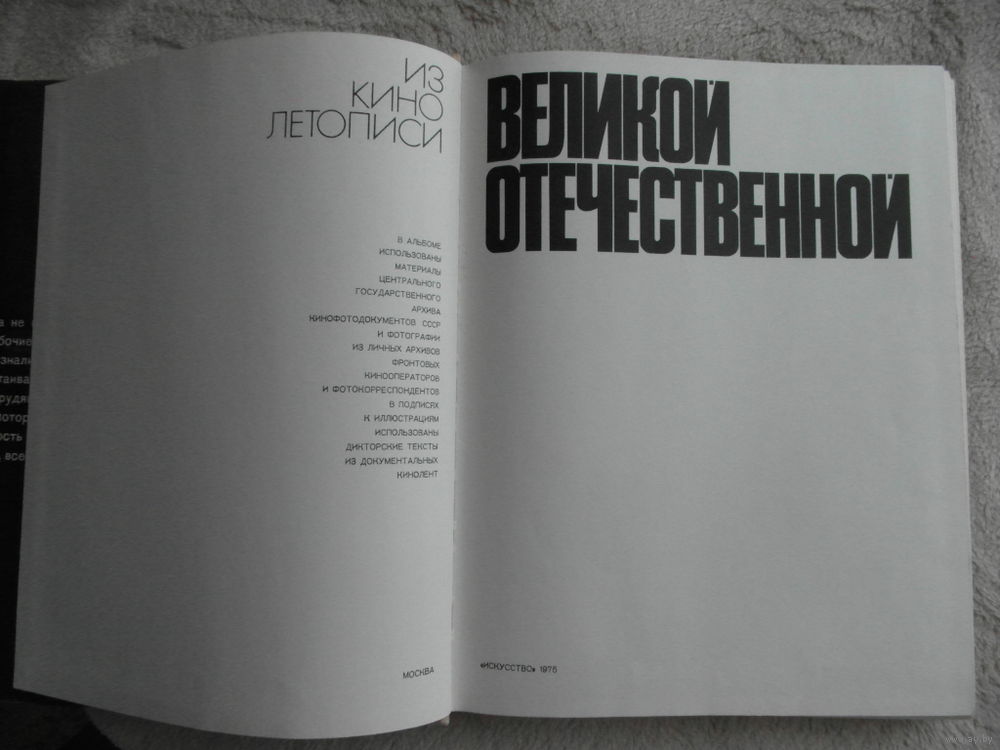 ИЗ
КИНО
ЛЕТОПИСИ
В АЛЬБОМЕ
ИСПОЛЬЗОВАНЫ
МАТЕРИАЛЫ
ЦЕНТРАЛЬНОГО
ГОСУДАРСТВЕННОГО
АРХИВА
КИНОФОТОДОКУМЕНТОВ СССР
И ФОТОГРАФИИ
ИЗ ЛИЧНЫХ АРХИВОВ
ФРОНТОВЫХ
КИНООПЕРАТОРОВ
И ФОТОКОРРЕСПОНДЕНТОВ
В ПОДПИСЯХ
К ИЛЛЮСТРАЦИЯМ
ИСПОЛЬЗОВАНЫ
ДИКТОРСКИЕ ТЕКСТЫ
ИЗ ДОКУМЕНТАЛЬНЫХ
КИНОЛЕНТ
МОСКВА
ВЕЛИКОЙ
ОТЕЧЕСТВЕННОЙ
«ИСКУССТВО» 1975